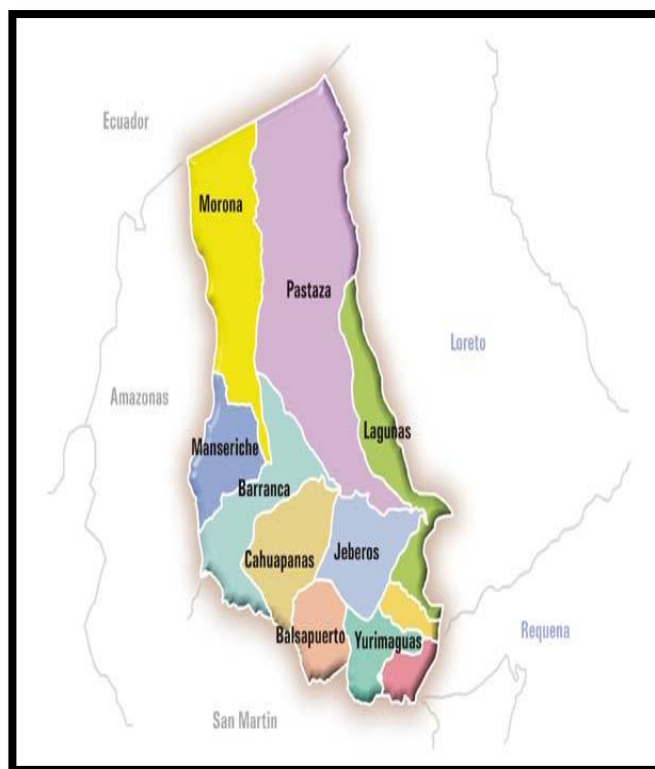 Ecuador
Morona
Pastaza
Loreto
Amazonas
Lagunas
Manseriche
Barranca
Cahuapanas
Jeberos
Balsapuerto
Yurimaguas
Requena
San Martin